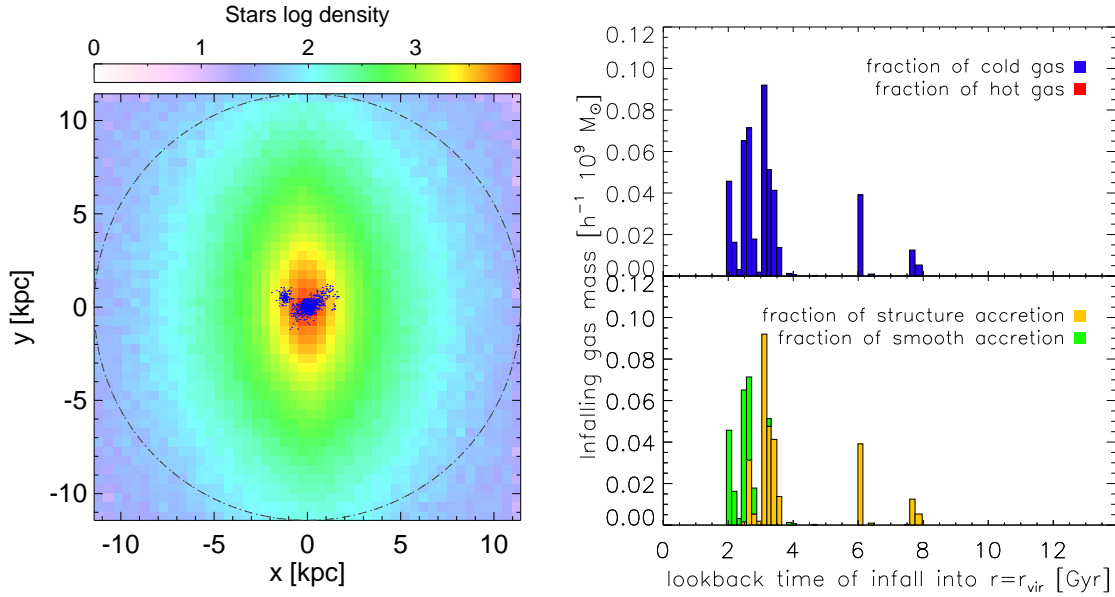 Stars log density
0 1 2 3
10
5
0
-5
-10
y [kpc]
-10 -5 0 5 10
x [kpc]
0.12
0.10
0.08
0.06
0.04
0.02
0.00
fraction of cold gas
fraction of hot gas
Infalling gas mass [h⁻¹ 10⁹ M☉]
0.12
0.10
0.08
0.06
0.04
0.02
0.00
fraction of structure accretion
fraction of smooth accretion
0 2 4 6 8 10 12
lookback time of infall into r=r_vir [Gyr]